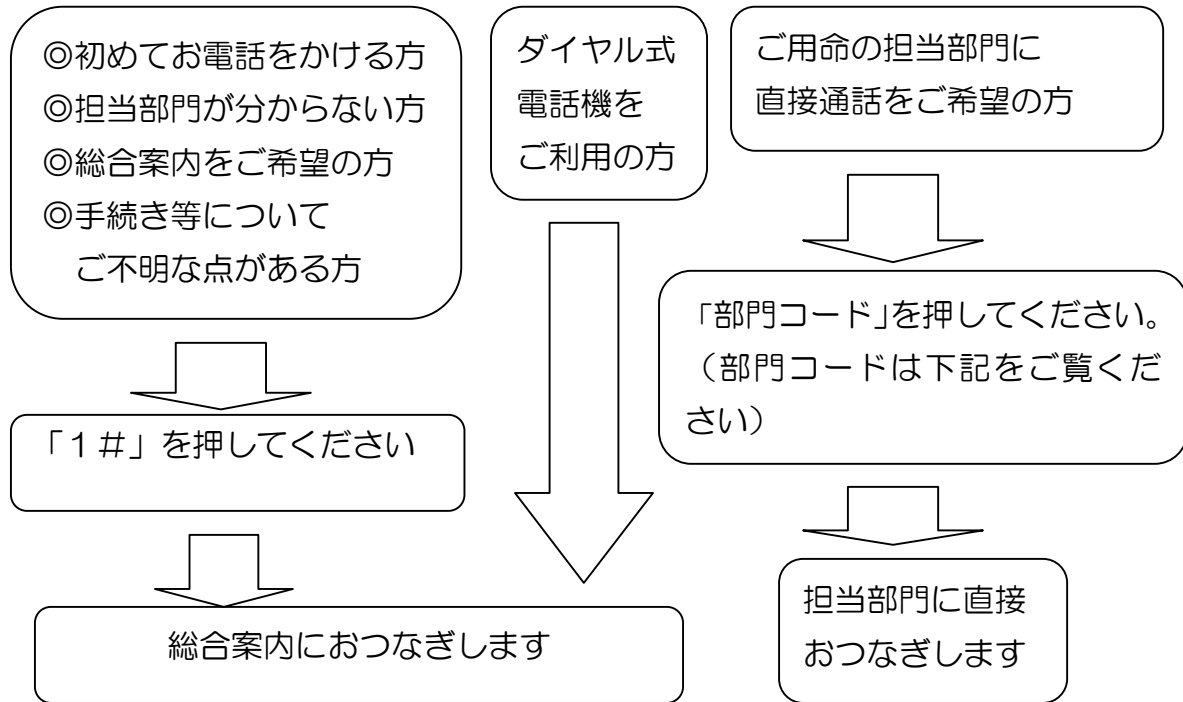 ◎初めてお電話をかける方
◎担当部門が分からない方
◎総合案内をご希望の方
◎手続き等について
ご不明な点がある方
「1#」を押してください
ダイヤル式
電話機を
ご利用の方
総合案内におつなぎします
ご用命の担当部門に
直接通話をご希望の方
「部門コード」を押してください。
（部門コードは下記をご覧くだ
さい）
担当部門に直接
おつなぎします